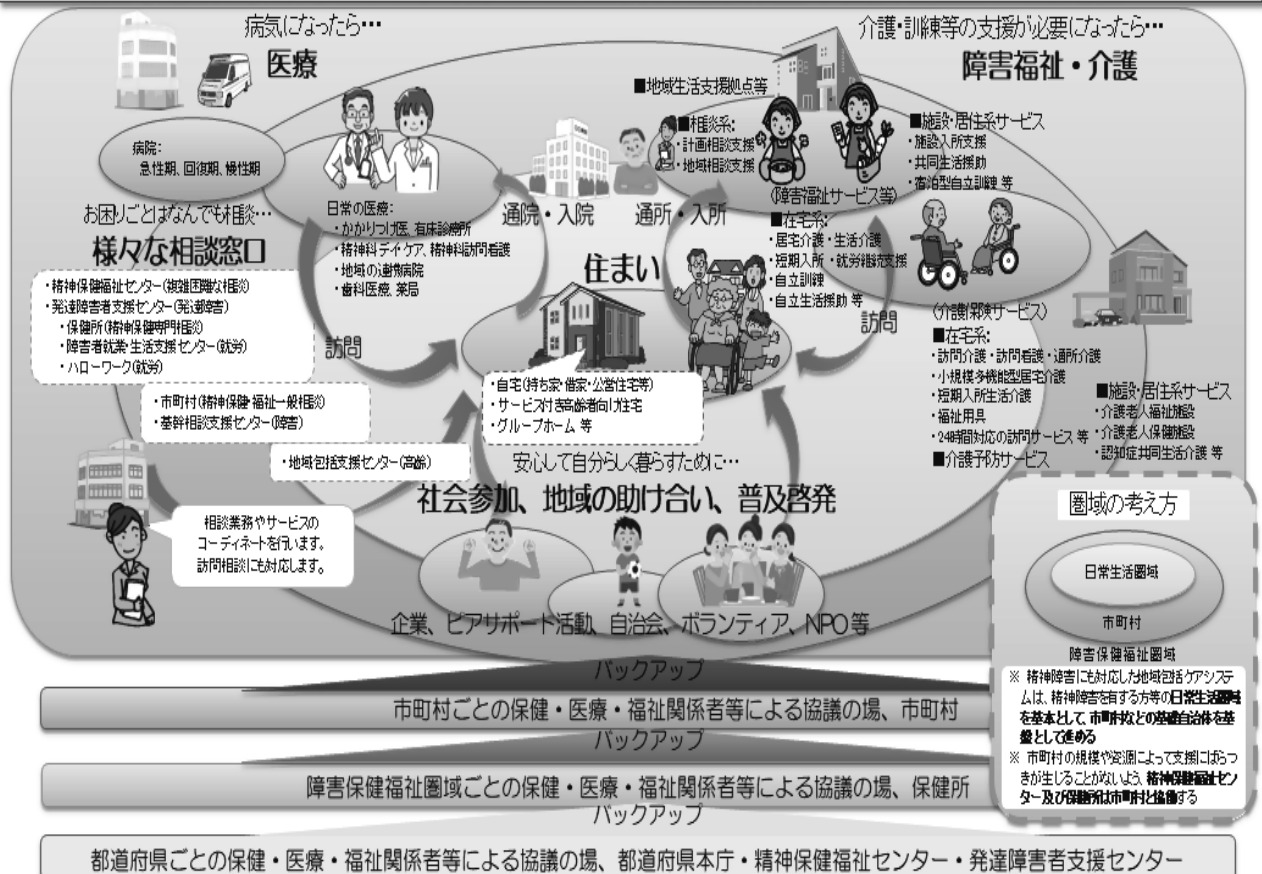 病気になったら…
医療
介護・訓練等の支援が必要になったら…
障害福祉・介護
病院:
急性期、回復期、慢性期
日常の医療:
・かかりつけ医、有床診療所
・精神科デイ・ケア、精神科訪問看護
・地域の連携病院
・歯科医療、薬局
通院・入院
通所・入所
■地域生活支援拠点等
■相談系:
・計画相談支援
・地域相談支援
■施設・居住系サービス
・施設入所支援
・共同生活援助
・宿泊型自立訓練 等
(障害福祉サービス等)
■在宅系:
・居宅介護・生活介護
・短期入所・就労継続支援
・自立訓練
・自立生活援助 等
(介護保険サービス)
■在宅系:
・訪問介護・訪問看護・通所介護
・小規模多機能型居宅介護
・短期入所生活介護
・福祉用具
・24時間対応の訪問サービス 等
■介護予防サービス
■施設・居住系サービス
・介護老人福祉施設
・介護老人保健施設
・認知症共同生活介護 等
お困りごとはなんでも相談…
様々な相談窓口
・精神保健福祉センター(複雑困難な相談)
・発達障害者支援センター(発達障害)
・保健所(精神保健専門相談)
・障害者就業・生活支援センター(就労)
・ハローワーク(就労)
・市町村(精神保健・福祉一般相談)
・基幹相談支援センター(障害)
・地域包括支援センター(高齢)
訪問
訪問
住まい
・自宅(持ち家・借家・公営住宅等)
・サービス付き高齢者向け住宅
・グループホーム 等
安心して自分らしく暮らすために…
社会参加、地域の助け合い、普及啓発
相談業務やサービスの
コーディネートを行います。
訪問相談にも対応します。
企業、ピアサポート活動、自治会、ボランティア、NPO等
圏域の考え方
日常生活圏域
市町村
障害保健福祉圏域
※ 精神障害にも対応した地域包括ケアシステ
ムは、精神障害を有する方等の日常生活圏域
を基本として、市町村などの基礎自治体を基
盤として進める
※ 市町村の規模や資源によって支援にばらつ
きが生じることがないよう、精神保健福祉セン
ター及び保健所は市町村と協働する
バックアップ
市町村ごとの保健・医療・福祉関係者等による協議の場、市町村
バックアップ
障害保健福祉圏域ごとの保健・医療・福祉関係者等による協議の場、保健所
バックアップ
都道府県ごとの保健・医療・福祉関係者等による協議の場、都道府県本庁・精神保健福祉センター・発達障害者支援センター